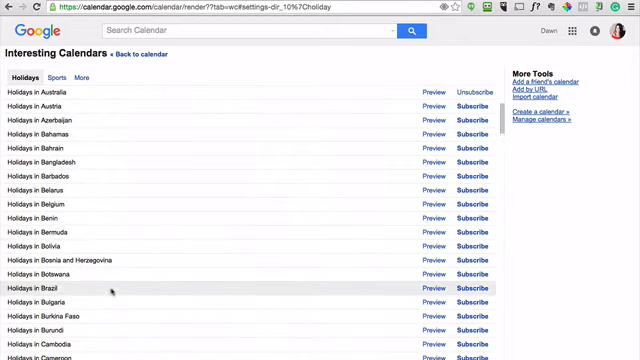 https://calendar.google.com/calendar/render??tab=wc#settings-dir_10%7Choliday
Google
Search Calendar
Dawn
Interesting Calendars « Back to calendar
Holidays Sports More
Holidays in Australia Preview Unsubscribe
Holidays in Austria Preview Subscribe
Holidays in Azerbaijan Preview Subscribe
Holidays in Bahamas Preview Subscribe
Holidays in Bahrain Preview Subscribe
Holidays in Bangladesh Preview Subscribe
Holidays in Barbados Preview Subscribe
Holidays in Belarus Preview Subscribe
Holidays in Belgium Preview Subscribe
Holidays in Benin Preview Subscribe
Holidays in Bermuda Preview Subscribe
Holidays in Bolivia Preview Subscribe
Holidays in Bosnia and Herzegovina Preview Subscribe
Holidays in Botswana Preview Subscribe
Holidays in Brazil Preview Subscribe
Holidays in Bulgaria Preview Subscribe
Holidays in Burkina Faso Preview Subscribe
Holidays in Burundi Preview Subscribe
Holidays in Cambodia Preview Subscribe
Holidays in Cameroon Preview Subscribe
More Tools
Add a friend's calendar
Add by URL
Import calendar
Create a calendar »
Manage calendars »